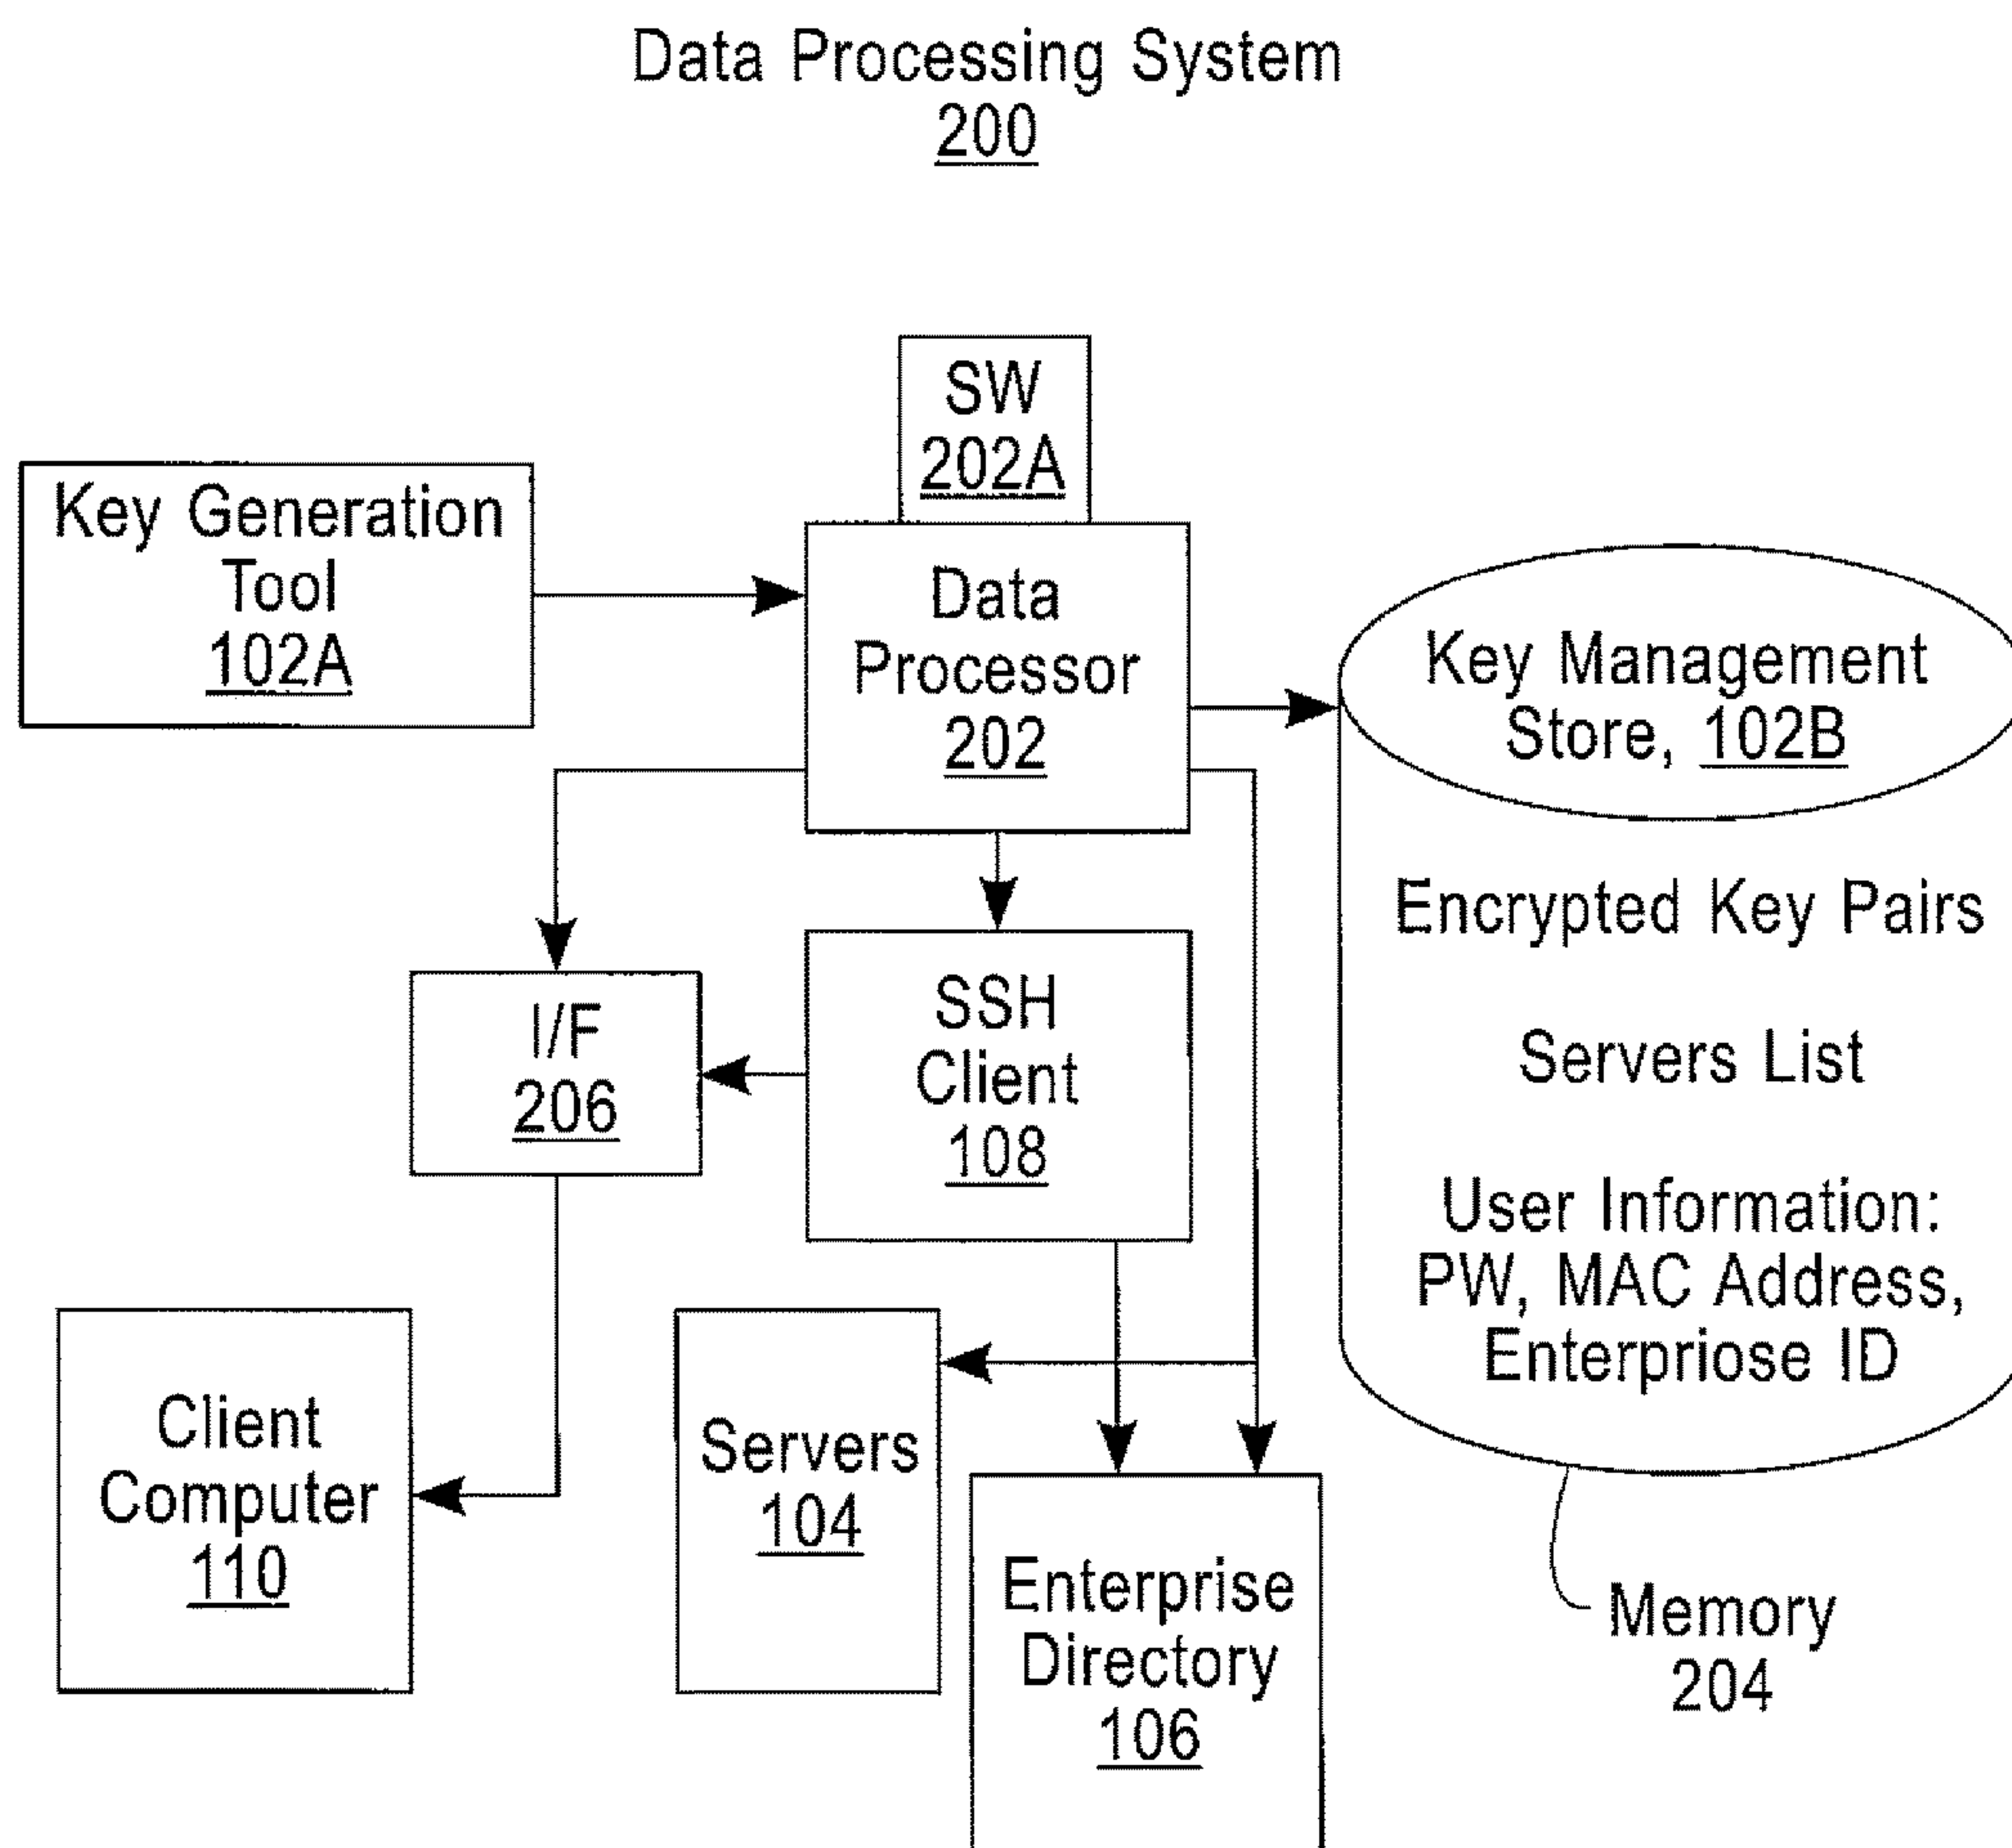 Data Processing System
200
SW
202A
Key Generation
Tool
102A
Data
Processor
202
Key Management
Store, 102B
Encrypted Key Pairs
Servers List
User Information:
PW, MAC Address,
Enterpriose ID
I/F
206
SSH
Client
108
Client
Computer
110
Servers
104
Enterprise
Directory
106
Memory
204